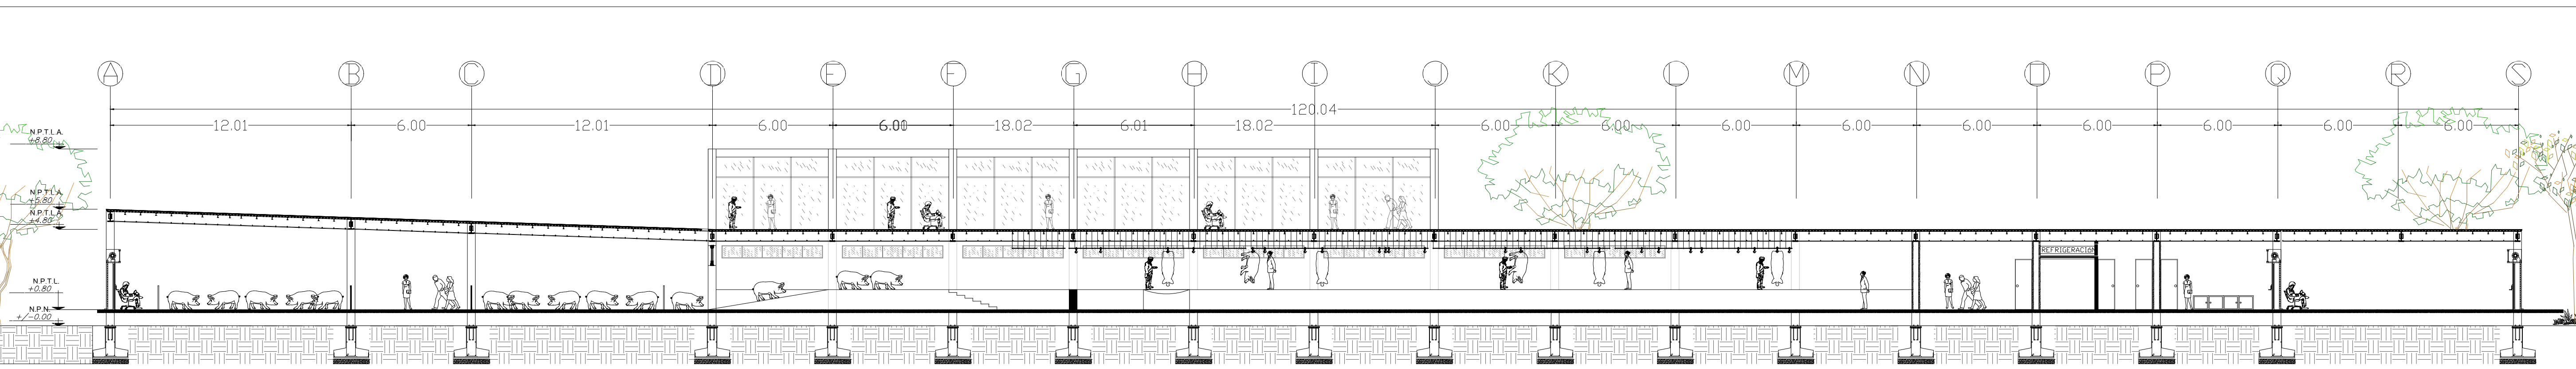 A B C D E F G H I J K L M N O P Q R S
120.04
12.01 6.00 12.01 6.00 6.00 18.02 6.01 18.02 6.00 6.00 6.00 6.00 6.00 6.00 6.00 6.00 6.00
N.P.T.L.A.
+8.80
N.P.T.L.A.
+5.80
N.P.T.L.A.
+4.80
REFRIGERACION
N.P.T.L.
+0.80
N.P.N.
+/-0.00